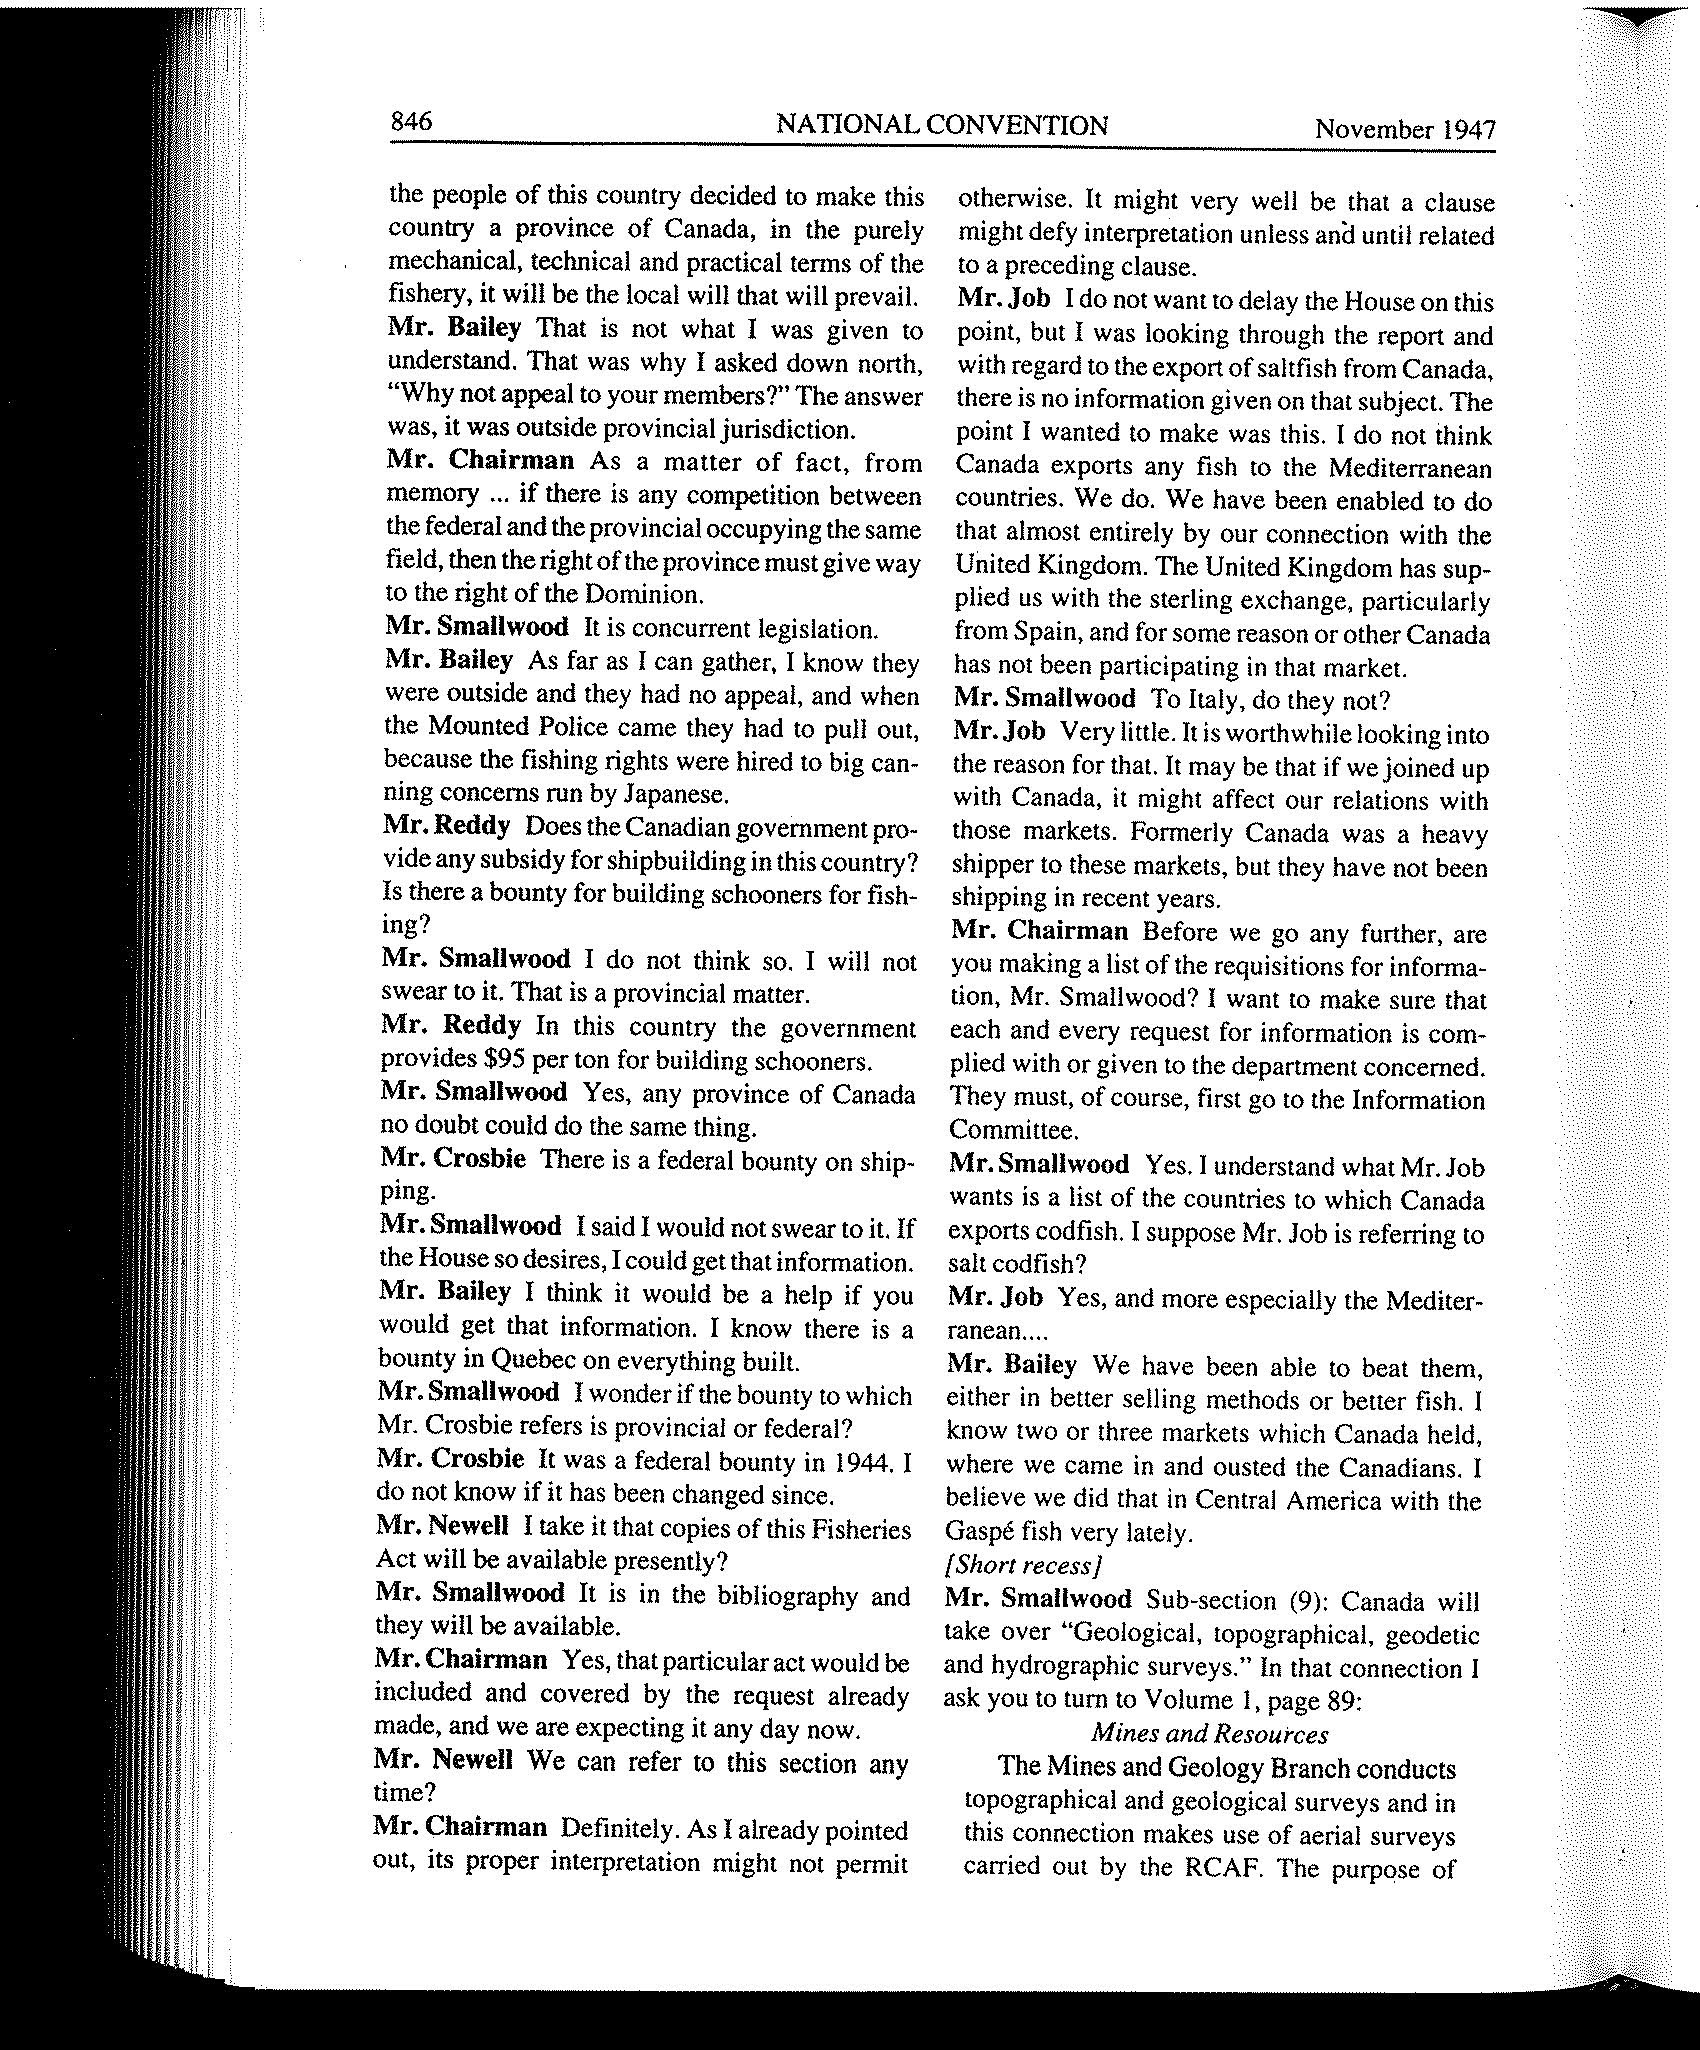 846 NATIONAL CONVENTION November 1947
the people of this country decided to make this
country a province of Canada, in the purely
mechanical, technical and practical terms of the
fishery, it will be the local will that will prevail.
Mr. Bailey That is not what I was given to
understand. That was why I asked down north,
“Why not appeal to your members?” The answer
was, it was outside provincial jurisdiction.
Mr. Chairman As a matter of fact, from
memory ... if there is any competition between
the federal and the provincial occupying the same
field, then the right of the province must give way
to the right of the Dominion.
Mr. Smallwood It is concurrent legislation.
Mr. Bailey As far as I can gather, I know they
were outside and they had no appeal, and when
the Mounted Police came they had to pull out,
because the fishing rights were hired to big can-
ning concerns run by Japanese.
Mr. Reddy Does the Canadian government pro-
vide any subsidy for shipbuilding in this country?
Is there a bounty for building schooners for fish-
ing?
Mr. Smallwood I do not think so. I will not
swear to it. That is a provincial matter.
Mr. Reddy In this country the government
provides $95 per ton for building schooners.
Mr. Smallwood Yes, any province of Canada
no doubt could do the same thing.
Mr. Crosbie There is a federal bounty on ship-
ping.
Mr. Smallwood I said I would not swear to it. If
the House so desires, I could get that information.
Mr. Bailey I think it would be a help if you
would get that information. I know there is a
bounty in Quebec on everything built.
Mr. Smallwood I wonder if the bounty to which
Mr. Crosbie refers is provincial or federal?
Mr. Crosbie It was a federal bounty in 1944. I
do not know if it has been changed since.
Mr. Newell I take it that copies of this Fisheries
Act will be available presently?
Mr. Smallwood It is in the bibliography and
they will be available.
Mr. Chairman Yes, that particular act would be
included and covered by the request already
made, and we are expecting it any day now.
Mr. Newell We can refer to this section any
time?
Mr. Chairman Definitely. As I already pointed
out, its proper interpretation might not permit
otherwise. It might very well be that a clause
might defy interpretation unless and until related
to a preceding clause.
Mr. Job I do not want to delay the House on this
point, but I was looking through the report and
with regard to the export of saltfish from Canada,
there is no information given on that subject. The
point I wanted to make was this. I do not think
Canada exports any fish to the Mediterranean
countries. We do. We have been enabled to do
that almost entirely by our connection with the
United Kingdom. The United Kingdom has sup-
plied us with the sterling exchange, particularly
from Spain, and for some reason or other Canada
has not been participating in that market.
Mr. Smallwood To Italy, do they not?
Mr. Job Very little. It is worthwhile looking into
the reason for that. It may be that if we joined up
with Canada, it might affect our relations with
those markets. Formerly Canada was a heavy
shipper to these markets, but they have not been
shipping in recent years.
Mr. Chairman Before we go any further, are
you making a list of the requisitions for informa-
tion, Mr. Smallwood? I want to make sure that
each and every request for information is com-
plied with or given to the department concerned.
They must, of course, first go to the Information
Committee.
Mr. Smallwood Yes. I understand what Mr. Job
wants is a list of the countries to which Canada
exports codfish. I suppose Mr. Job is referring to
salt codfish?
Mr. Job Yes, and more especially the Mediter-
ranean....
Mr. Bailey We have been able to beat them,
either in better selling methods or better fish. I
know two or three markets which Canada held,
where we came in and ousted the Canadians. I
believe we did that in Central America with the
Gaspé fish very lately.
[Short recess]
Mr. Smallwood Sub-section (9): Canada will
take over “Geological, topographical, geodetic
and hydrographic surveys.” In that connection I
ask you to turn to Volume 1, page 89:
Mines and Resources
The Mines and Geology Branch conducts
topographical and geological surveys and in
this connection makes use of aerial surveys
carried out by the RCAF. The purpose of